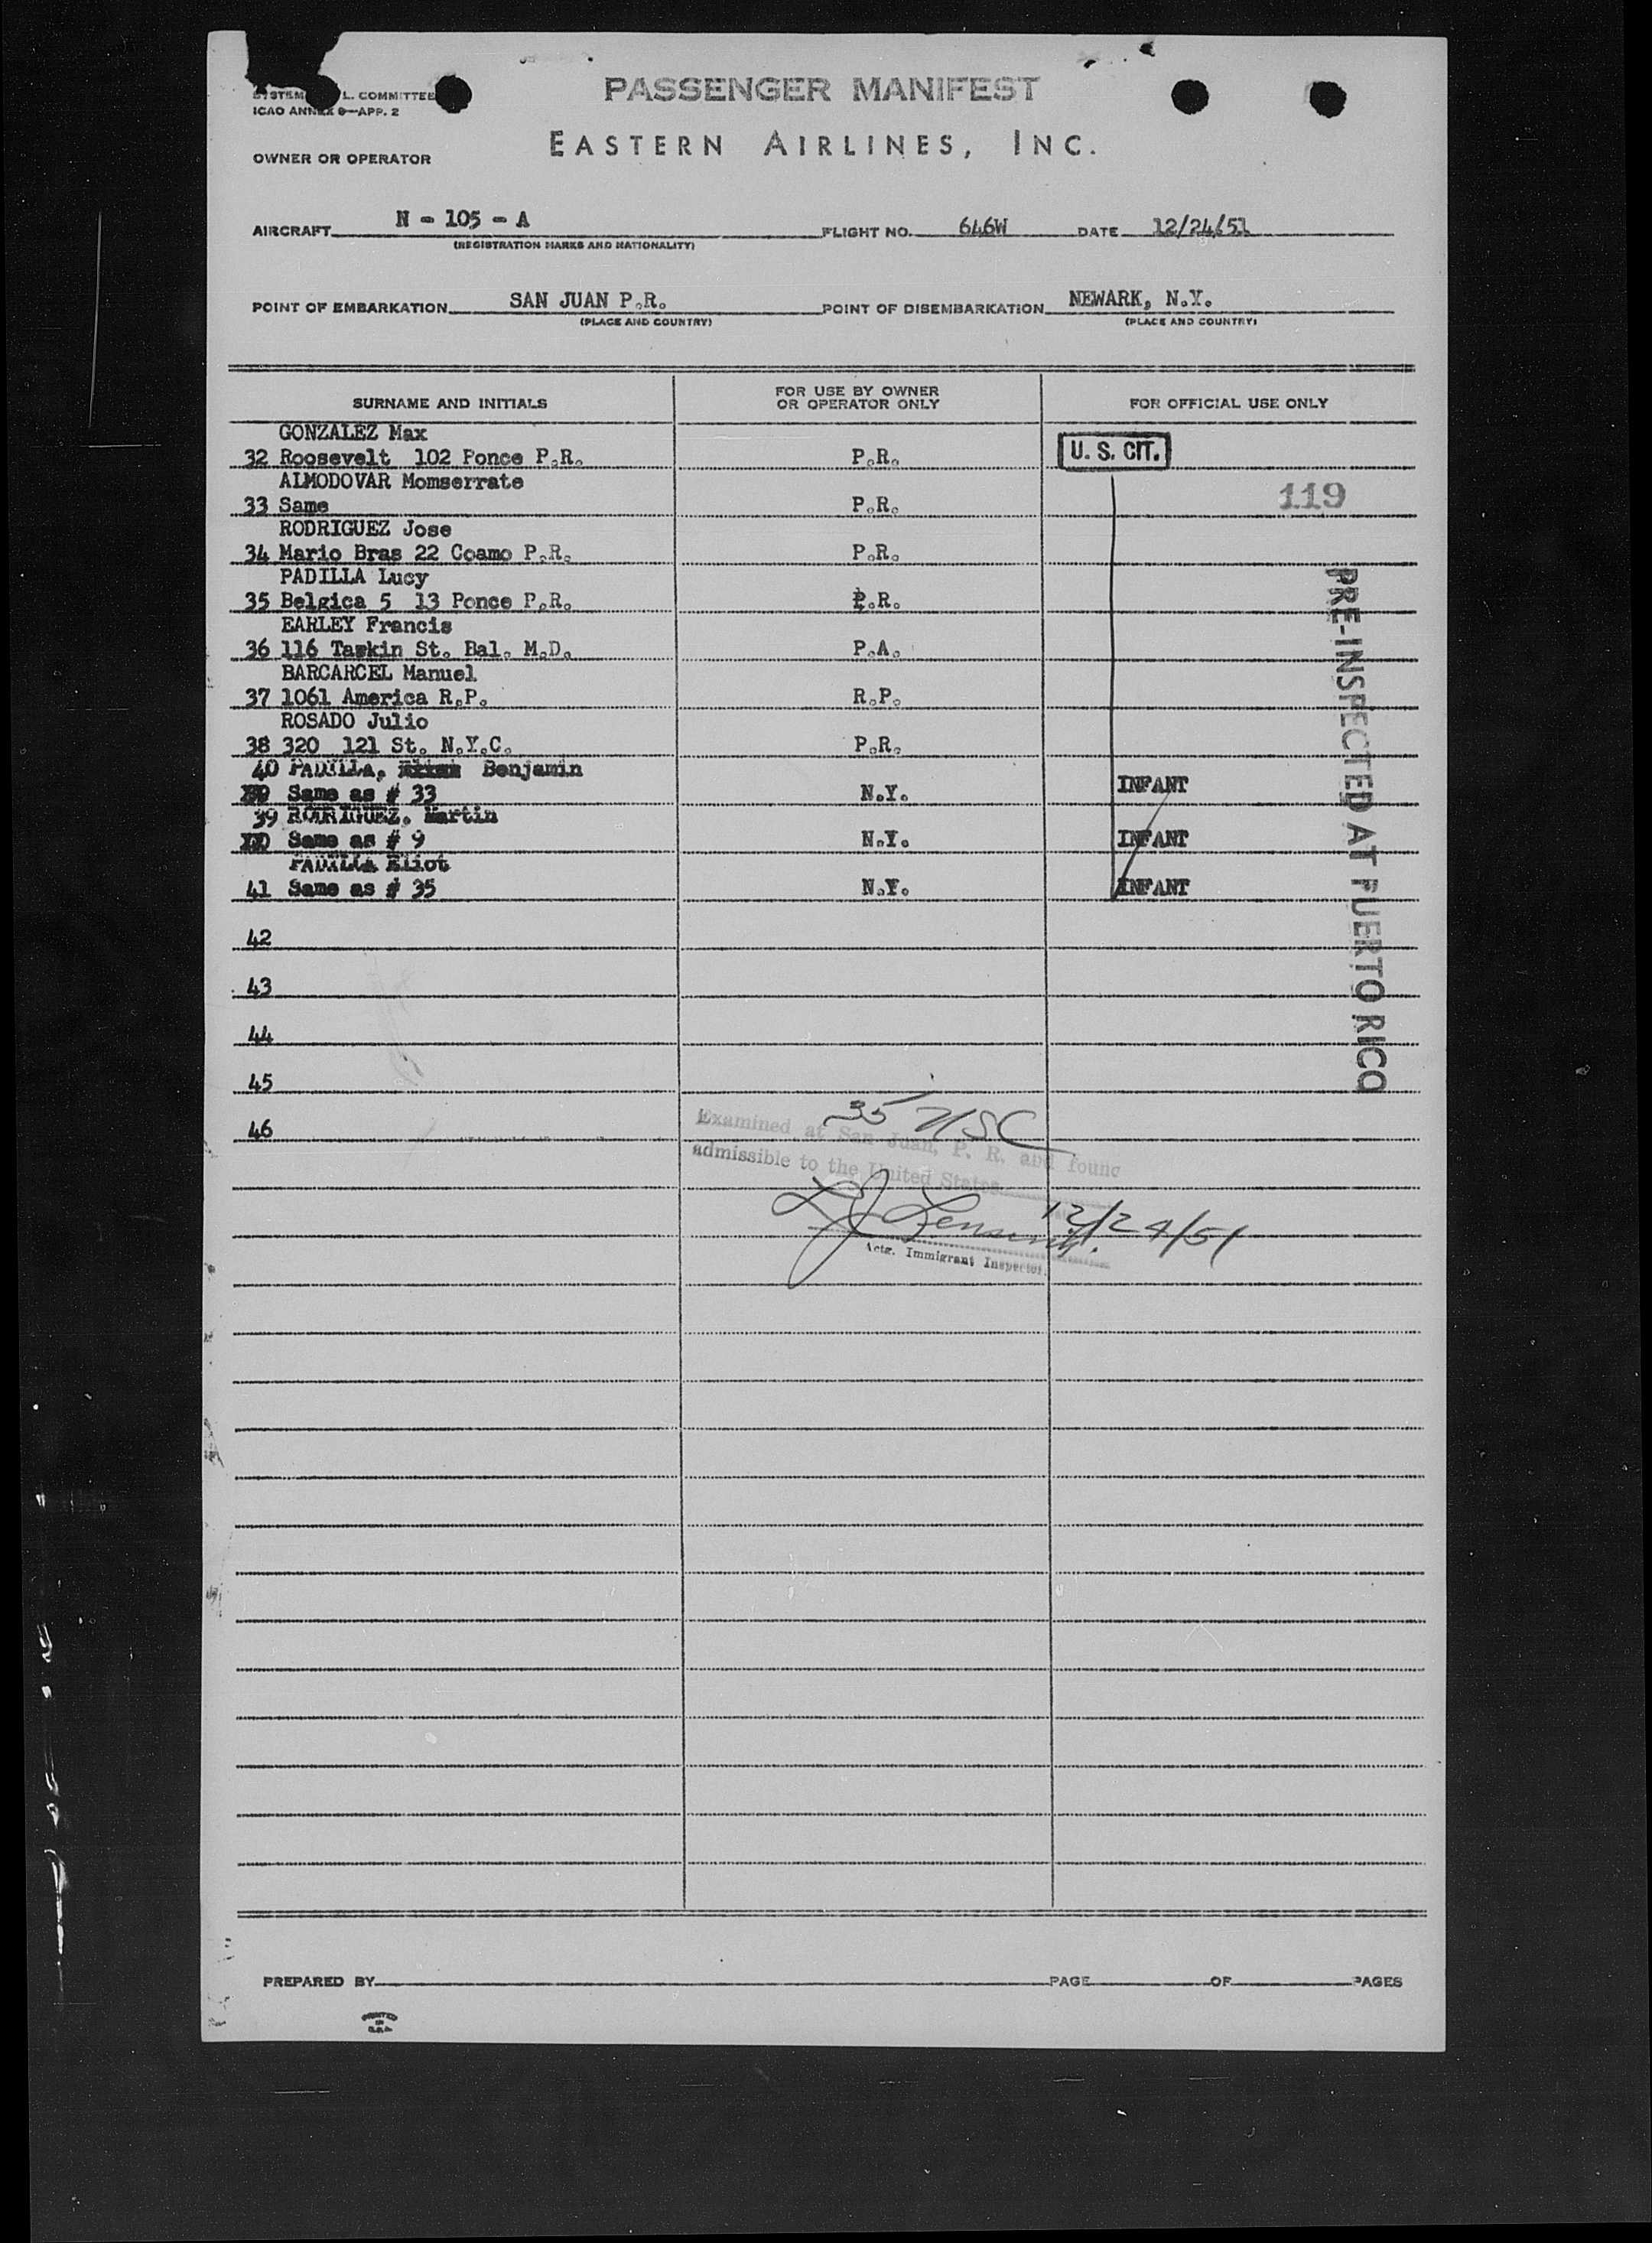 PASSENGER MANIFEST
L. COMMITTEE
ICAO ANNEX 9—APP. 2
EASTERN AIRLINES, INC.
OWNER OR OPERATOR
AIRCRAFT N - 105 - A FLIGHT NO. 646W DATE 12/24/51
(REGISTRATION MARKS AND NATIONALITY)
POINT OF EMBARKATION SAN JUAN P.R. POINT OF DISEMBARKATION NEWARK, N.Y.
(PLACE AND COUNTRY) (PLACE AND COUNTRY)
SURNAME AND INITIALS FOR USE BY OWNER OR OPERATOR ONLY FOR OFFICIAL USE ONLY
GONZALEZ Max
32 Roosevelt 102 Ponce P.R. P.R. U. S. CIT.
ALMODOVAR Momserrate
33 Same P.R. 119
RODRIGUEZ Jose
34 Mario Bras 22 Coamo P.R. P.R.
PADILLA Lucy
35 Belgica 5 13 Ponce P.R. P.R.
EARLEY Francis
36 116 St. Bal. M.D. P.A.
BARCARCEL Manuel
37 1061 America R.P. R.P.
ROSADO Julio
38 320 121 St. N.Y.C. P.R.
40 PADILLA, Benjamin
Same as # 33 N.Y. INFANT
39 RODRIGUEZ, Martin
Same as # 9 N.Y. INFANT
PADILLA Eliot
41 Same as # 35 N.Y. INFANT
PRE-INSPECTED AT PUERTO RICO
42
43
44
45
46
35 USC
Examined at San Juan, P. R. and found
admissible to the United States
12/24/51
Actg. Immigrant Inspector.
PREPARED BY PAGE OF PAGES
PRINTED
IN
U.S.A.